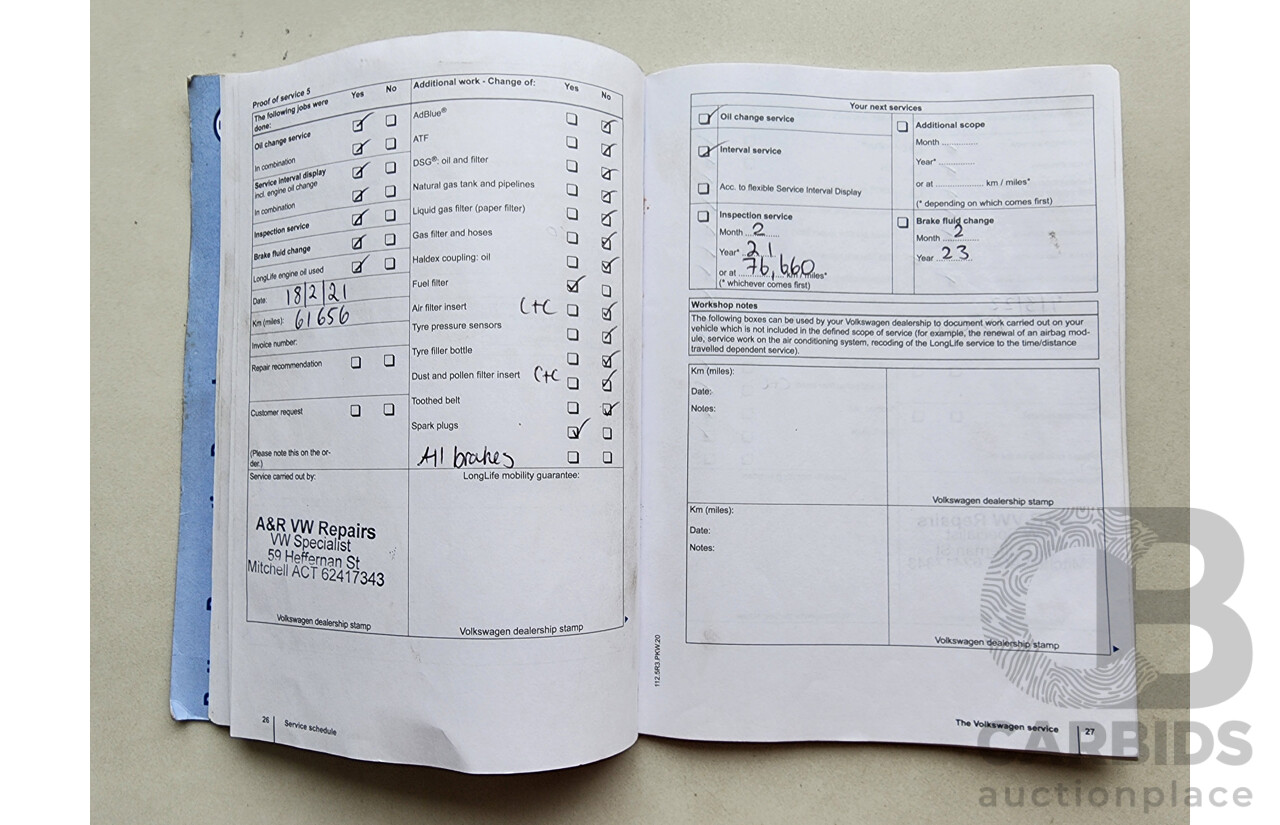 Proof of service 5
The following jobs were done:
Yes No
Oil change service
In combination
Service interval display
incl. engine oil change
In combination
Inspection service
Brake fluid change
LongLife engine oil used
Date: 18/2/21
Km (miles): 61656
Invoice number:
Repair recommendation
Customer request
(Please note this on the or-
der.)
Additional work - Change of: Yes No
AdBlue®
ATF
DSG®: oil and filter
Natural gas tank and pipelines
Liquid gas filter (paper filter)
Gas filter and hoses
Haldex coupling: oil
Fuel filter
Air filter insert C+C
Tyre pressure sensors
Tyre filler bottle
Dust and pollen filter insert C+C
Toothed belt
Spark plugs
All brakes
Service carried out by:
A&R VW Repairs
VW Specialist
59 Heffernan St
Mitchell ACT 62417343
Volkswagen dealership stamp
LongLife mobility guarantee:
Volkswagen dealership stamp
26 Service schedule
Your next services
Oil change service
Interval service
Acc. to flexible Service Interval Display
Additional scope
Month ............
Year* ............
or at .................... km / miles*
(* depending on which comes first)
Inspection service
Month 2
Year* 21
or at 76,660 km/miles*
(* whichever comes first)
Brake fluid change
Month 2
Year 23
Workshop notes
The following boxes can be used by your Volkswagen dealership to document work carried out on your
vehicle which is not included in the defined scope of service (for example, the renewal of an airbag mod-
ule, service work on the air conditioning system, recoding of the LongLife service to the time/distance
travelled dependent service).
Km (miles):
Date:
Notes:
Volkswagen dealership stamp
Km (miles):
Date:
Notes:
Volkswagen dealership stamp
112.5R3.PKW.20
The Volkswagen service 27
CB
CARBIDS
auctionplace